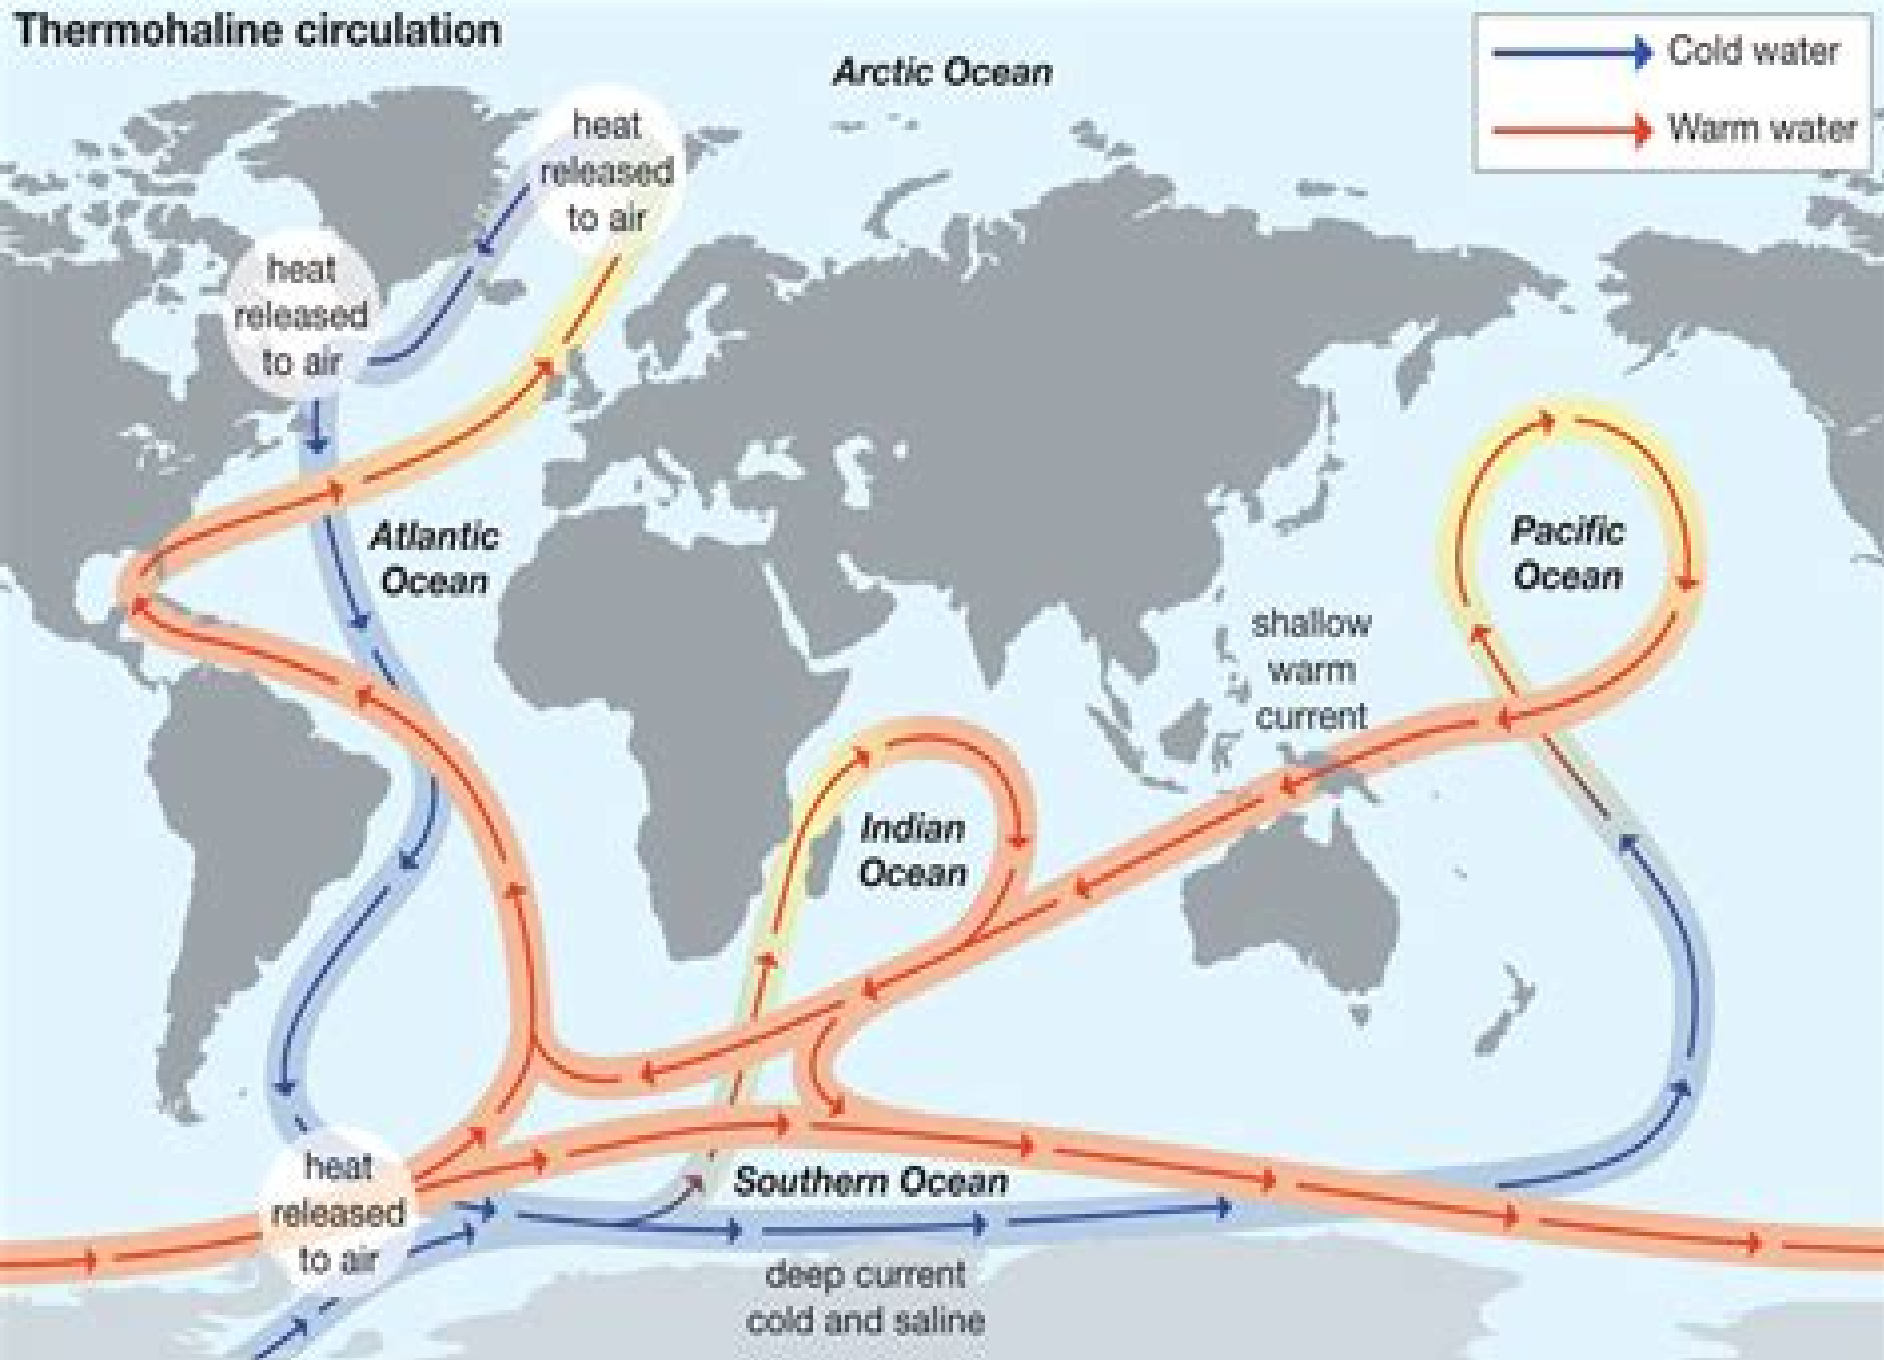 Thermohaline circulation
Arctic Ocean
Cold water
Warm water
heat
released
to air
heat
released
to air
Atlantic
Ocean
Pacific
Ocean
shallow
warm
current
Indian
Ocean
heat
released
to air
Southern Ocean
deep current
cold and saline